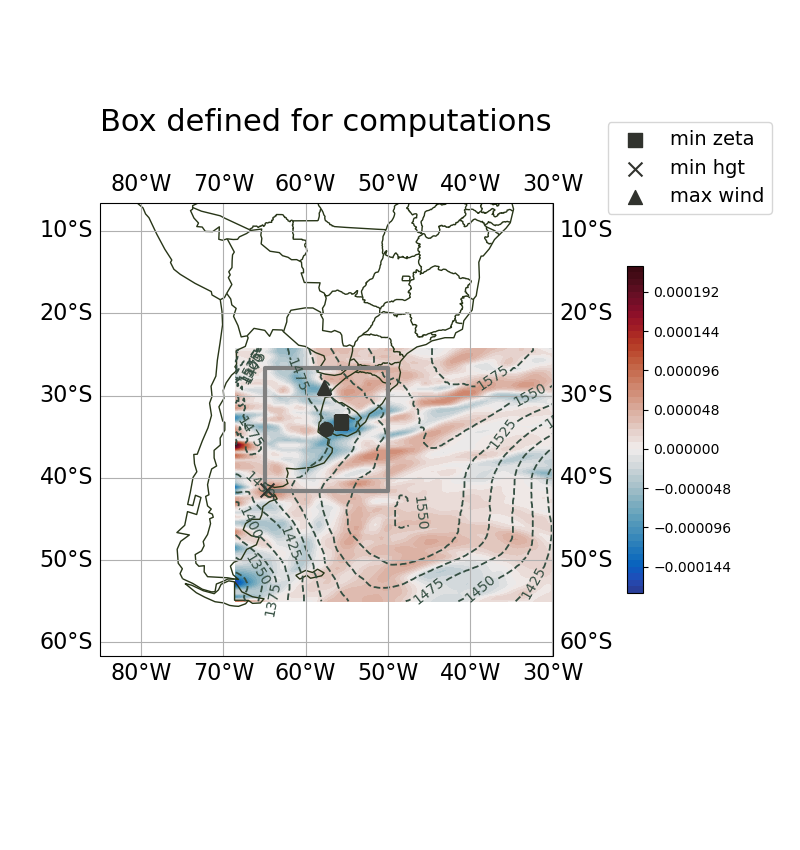 Box defined for computations
min zeta
min hgt
max wind
80°W 70°W 60°W 50°W 40°W 30°W
10°S 10°S
20°S 20°S
30°S 30°S
40°S 40°S
50°S 50°S
60°S 60°S
80°W 70°W 60°W 50°W 40°W 30°W
0.000192
0.000144
0.000096
0.000048
0.000000
−0.000048
−0.000096
−0.000144
1500
1475
1575
1550
1475
1525
1400
1550
1425
1350
1375
1475
1450
1425